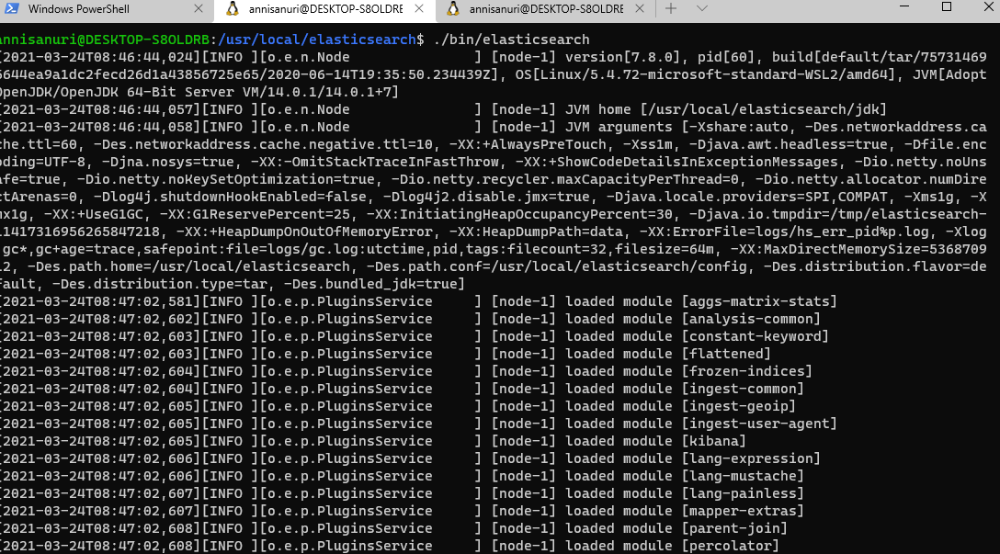 Windows PowerShell
annisanuri@DESKTOP-S8OLDRE
annisanuri@DESKTOP-S8OLDRE
annisanuri@DESKTOP-S8OLDRB:/usr/local/elasticsearch$ ./bin/elasticsearch
[2021-03-24T08:46:44,024][INFO ][o.e.n.Node               ] [node-1] version[7.8.0], pid[60], build[default/tar/75731469
6644ea9a1dc2fecd26d1a43856725e65/2020-06-14T19:35:50.234439Z], OS[Linux/5.4.72-microsoft-standard-WSL2/amd64], JVM[Adopt
OpenJDK/OpenJDK 64-Bit Server VM/14.0.1/14.0.1+7]
[2021-03-24T08:46:44,057][INFO ][o.e.n.Node               ] [node-1] JVM home [/usr/local/elasticsearch/jdk]
[2021-03-24T08:46:44,058][INFO ][o.e.n.Node               ] [node-1] JVM arguments [-Xshare:auto, -Des.networkaddress.ca
che.ttl=60, -Des.networkaddress.cache.negative.ttl=10, -XX:+AlwaysPreTouch, -Xss1m, -Djava.awt.headless=true, -Dfile.enc
oding=UTF-8, -Djna.nosys=true, -XX:-OmitStackTraceInFastThrow, -XX:+ShowCodeDetailsInExceptionMessages, -Dio.netty.noUns
afe=true, -Dio.netty.noKeySetOptimization=true, -Dio.netty.recycler.maxCapacityPerThread=0, -Dio.netty.allocator.numDire
ctArenas=0, -Dlog4j.shutdownHookEnabled=false, -Dlog4j2.disable.jmx=true, -Djava.locale.providers=SPI,COMPAT, -Xms1g, -X
mx1g, -XX:+UseG1GC, -XX:G1ReservePercent=25, -XX:InitiatingHeapOccupancyPercent=30, -Djava.io.tmpdir=/tmp/elasticsearch-
11417316956265847218, -XX:+HeapDumpOnOutOfMemoryError, -XX:HeapDumpPath=data, -XX:ErrorFile=logs/hs_err_pid%p.log, -Xlog
:gc*,gc+age=trace,safepoint:file=logs/gc.log:utctime,pid,tags:filecount=32,filesize=64m, -XX:MaxDirectMemorySize=5368709
12, -Des.path.home=/usr/local/elasticsearch, -Des.path.conf=/usr/local/elasticsearch/config, -Des.distribution.flavor=de
fault, -Des.distribution.type=tar, -Des.bundled_jdk=true]
[2021-03-24T08:47:02,581][INFO ][o.e.p.PluginsService     ] [node-1] loaded module [aggs-matrix-stats]
[2021-03-24T08:47:02,602][INFO ][o.e.p.PluginsService     ] [node-1] loaded module [analysis-common]
[2021-03-24T08:47:02,603][INFO ][o.e.p.PluginsService     ] [node-1] loaded module [constant-keyword]
[2021-03-24T08:47:02,603][INFO ][o.e.p.PluginsService     ] [node-1] loaded module [flattened]
[2021-03-24T08:47:02,604][INFO ][o.e.p.PluginsService     ] [node-1] loaded module [frozen-indices]
[2021-03-24T08:47:02,604][INFO ][o.e.p.PluginsService     ] [node-1] loaded module [ingest-common]
[2021-03-24T08:47:02,605][INFO ][o.e.p.PluginsService     ] [node-1] loaded module [ingest-geoip]
[2021-03-24T08:47:02,605][INFO ][o.e.p.PluginsService     ] [node-1] loaded module [ingest-user-agent]
[2021-03-24T08:47:02,605][INFO ][o.e.p.PluginsService     ] [node-1] loaded module [kibana]
[2021-03-24T08:47:02,606][INFO ][o.e.p.PluginsService     ] [node-1] loaded module [lang-expression]
[2021-03-24T08:47:02,606][INFO ][o.e.p.PluginsService     ] [node-1] loaded module [lang-mustache]
[2021-03-24T08:47:02,607][INFO ][o.e.p.PluginsService     ] [node-1] loaded module [lang-painless]
[2021-03-24T08:47:02,607][INFO ][o.e.p.PluginsService     ] [node-1] loaded module [mapper-extras]
[2021-03-24T08:47:02,608][INFO ][o.e.p.PluginsService     ] [node-1] loaded module [parent-join]
[2021-03-24T08:47:02,608][INFO ][o.e.p.PluginsService     ] [node-1] loaded module [percolator]